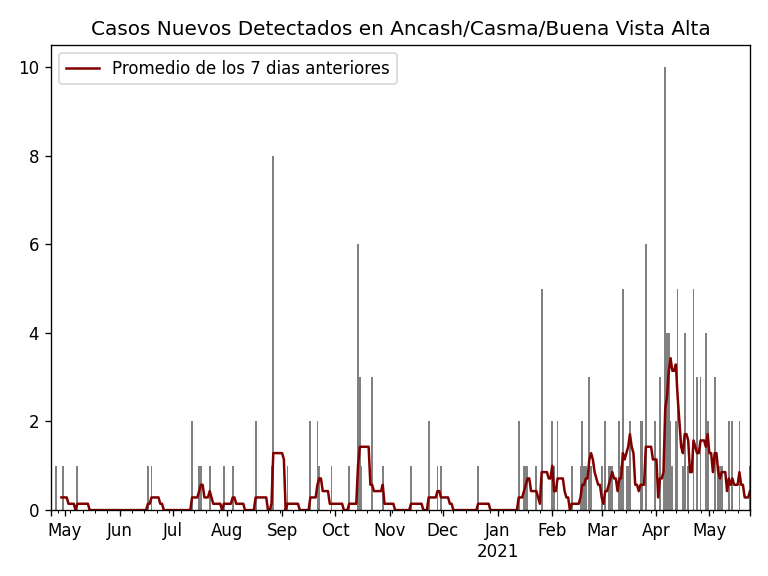 Casos Nuevos Detectados en Ancash/Casma/Buena Vista Alta
Promedio de los 7 dias anteriores
10
8
6
4
2
0
May Jun Jul Aug Sep Oct Nov Dec Jan Feb Mar Apr May
2021